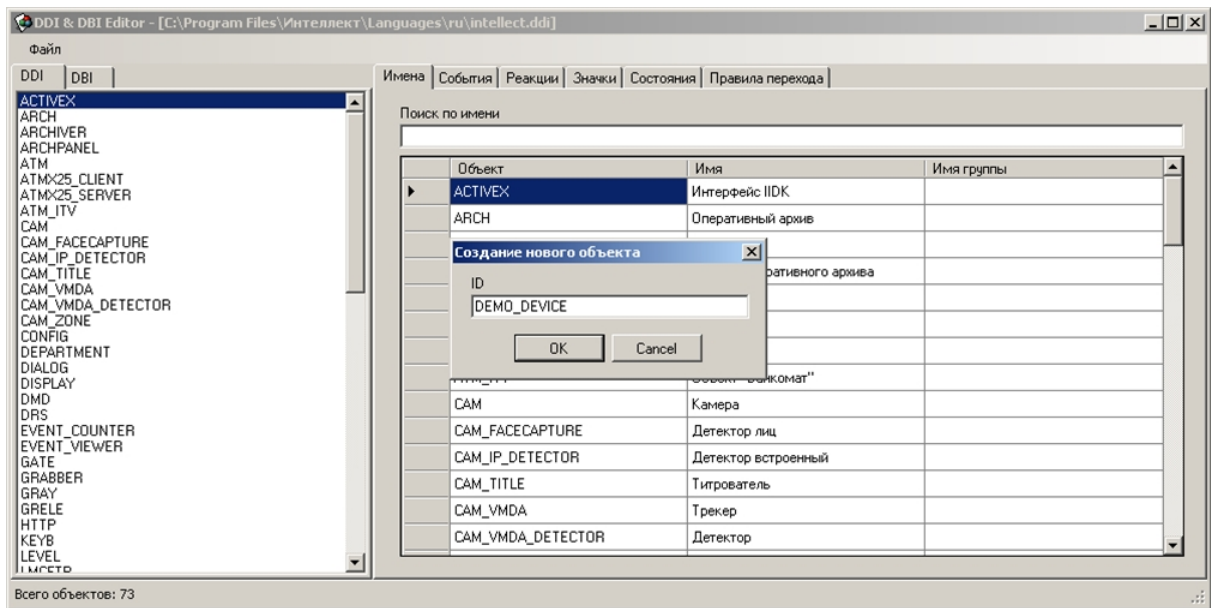 DDI & DBI Editor - [C:\Program Files\Интеллект\Languages\ru\intellect.ddi]
Файл
DDI DBI
ACTIVEX
ARCH
ARCHIVER
ARCHPANEL
ATM
ATMX25_CLIENT
ATMX25_SERVER
ATM_ITV
CAM
CAM_FACECAPTURE
CAM_IP_DETECTOR
CAM_TITLE
CAM_VMDA
CAM_VMDA_DETECTOR
CAM_ZONE
CONFIG
DEPARTMENT
DIALOG
DISPLAY
DMD
DRS
EVENT_COUNTER
EVENT_VIEWER
GATE
GRABBER
GRAY
GRELE
HTTP
KEYB
LEVEL
Имена События Реакции Значки Состояния Правила перехода
Поиск по имени
Объект Имя Имя группы
ACTIVEX Интерфейс IIDK
ARCH Оперативный архив
архива
CAM Камера
CAM_FACECAPTURE Детектор лиц
CAM_IP_DETECTOR Детектор встроенный
CAM_TITLE Титрователь
CAM_VMDA Трекер
CAM_VMDA_DETECTOR Детектор
Создание нового объекта
ID
DEMO_DEVICE
OK Cancel
Всего объектов: 73